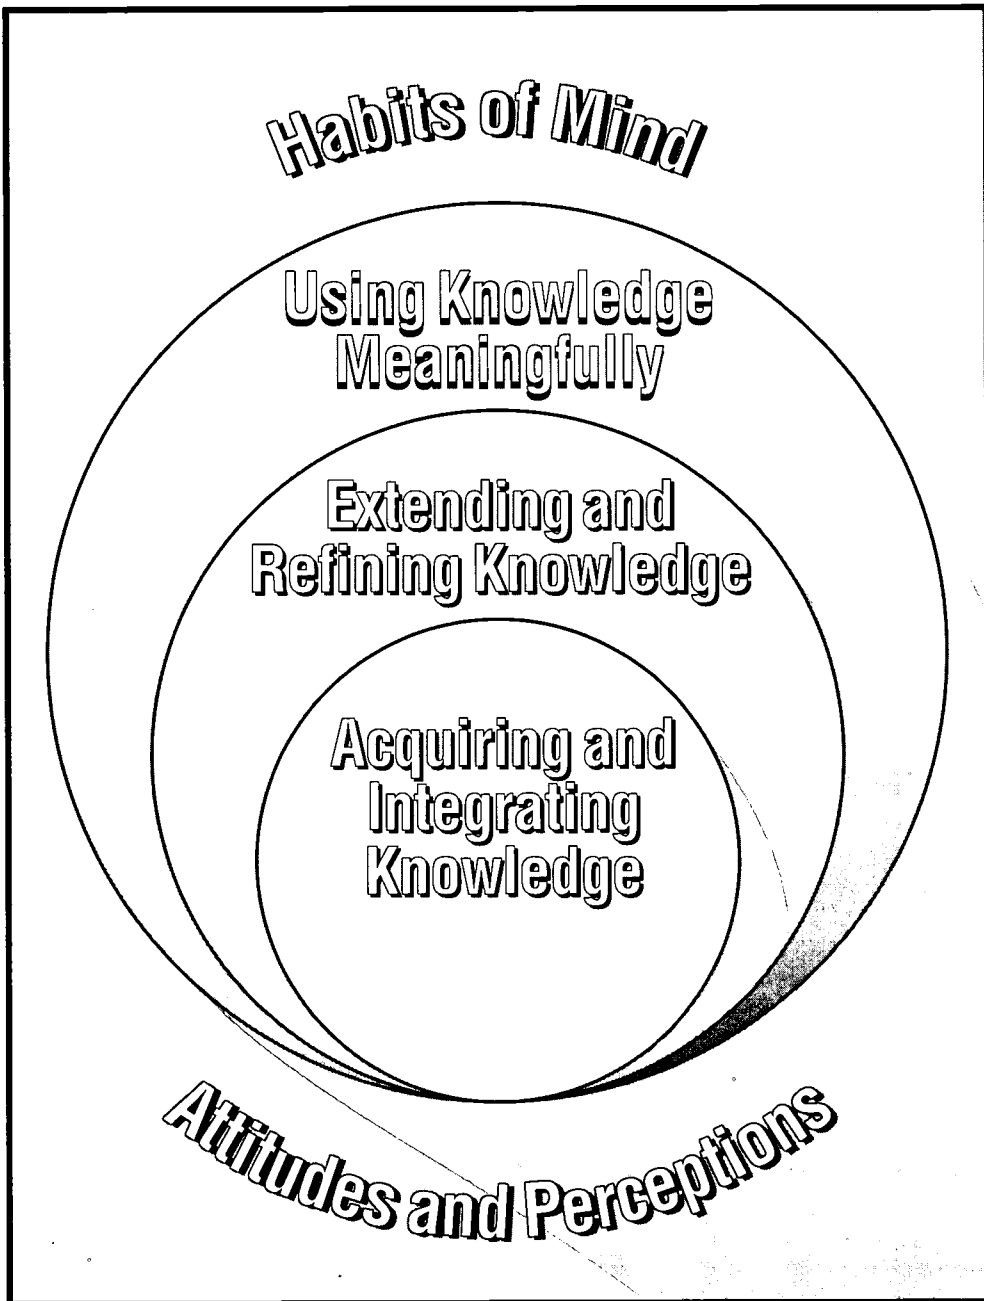 Habits of Mind
Using Knowledge
Meaningfully
Extending and
Refining Knowledge
Acquiring and
Integrating
Knowledge
Attitudes and Perceptions